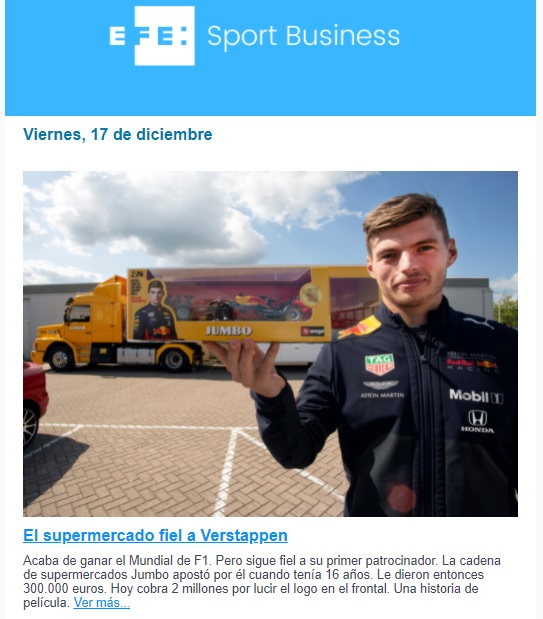 EFE: Sport Business
Viernes, 17 de diciembre
JUMBO
TAG
HEUER
ASTON MARTIN
ASTON MARTIN
Red Bull
RACING
Mobil 1
HONDA
El supermercado fiel a Verstappen
Acaba de ganar el Mundial de F1. Pero sigue fiel a su primer patrocinador. La cadena
de supermercados Jumbo apostó por él cuando tenía 16 años. Le dieron entonces
300.000 euros. Hoy cobra 2 millones por lucir el logo en el frontal. Una historia de
película. Ver más...